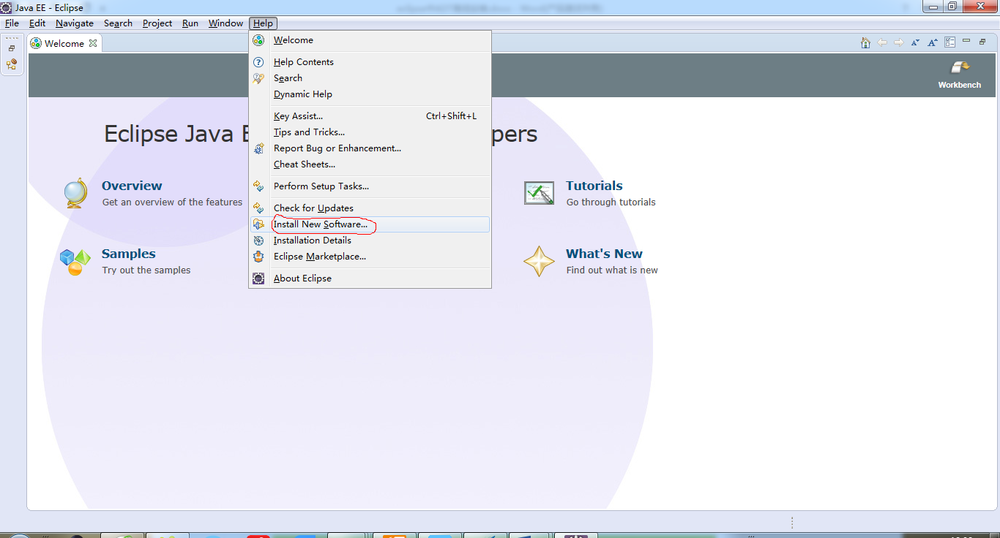 Java EE - Eclipse
File Edit Navigate Search Project Run Window Help
Welcome
Workbench
Welcome
Help Contents
Search
Dynamic Help
Key Assist... Ctrl+Shift+L
Tips and Tricks...
Report Bug or Enhancement...
Cheat Sheets...
Perform Setup Tasks...
Check for Updates
Install New Software...
Installation Details
Eclipse Marketplace...
About Eclipse
Eclipse Java pers
Overview
Get an overview of the features
Tutorials
Go through tutorials
Samples
Try out the samples
What's New
Find out what is new